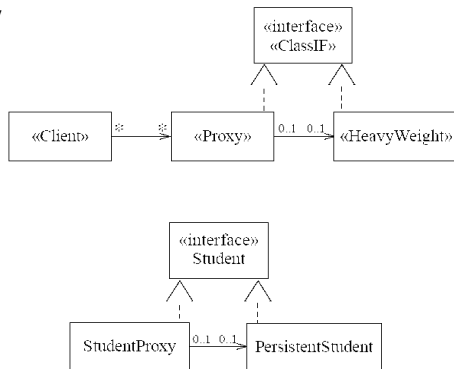 «interface»
«ClassIF»
«Client»
*
*
«Proxy»
0..1
0..1
«HeavyWeight»
«interface»
Student
StudentProxy
0..1
0..1
PersistentStudent